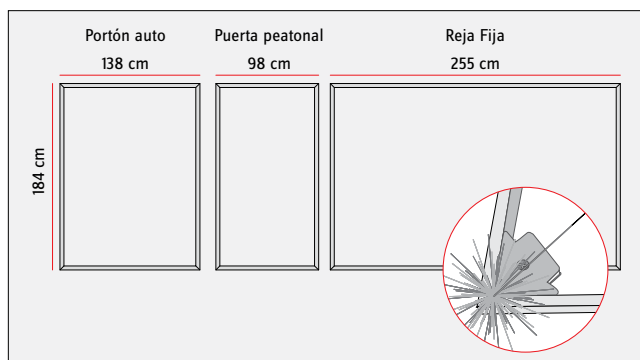 Portón auto
138 cm
Puerta peatonal
98 cm
Reja Fija
255 cm
184 cm